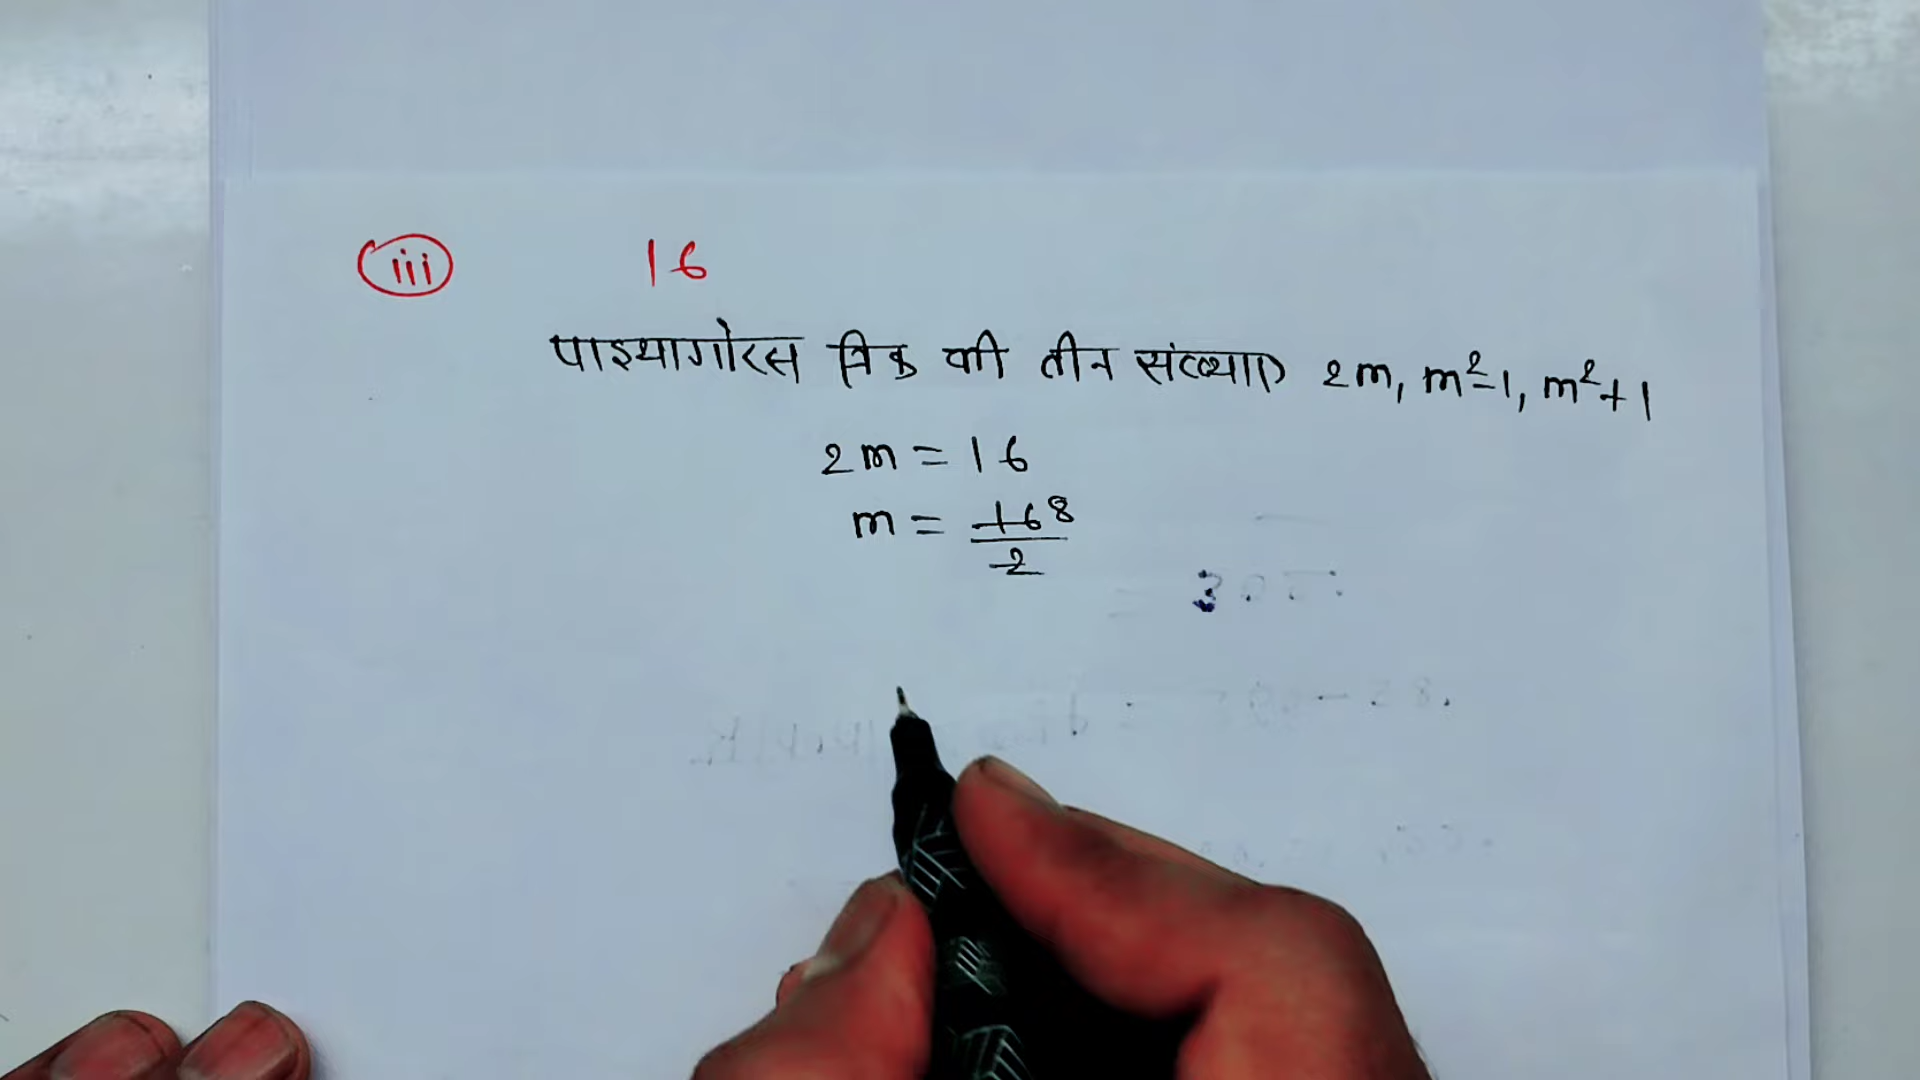 iii 16
पाइथागोरस त्रिक की तीन संख्याए 2m, m²-1, m²+1
2m = 16
m = 16 8
2